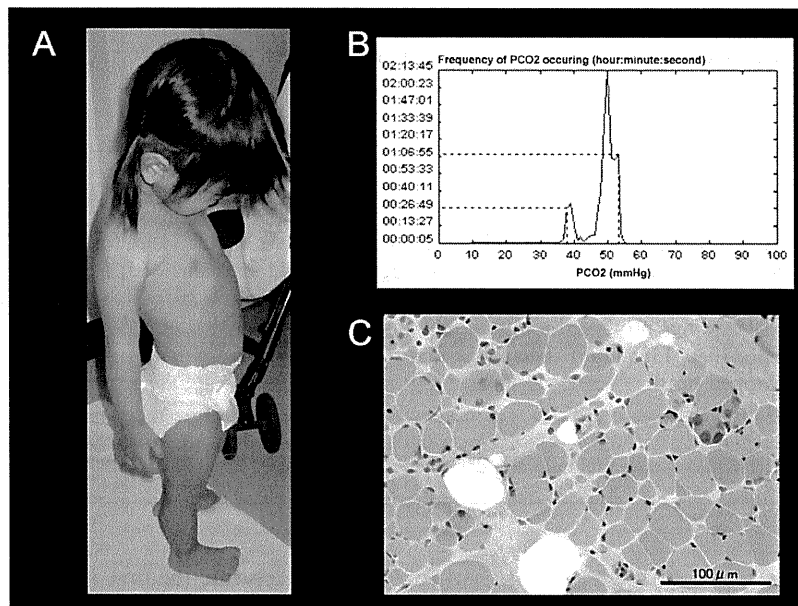 A
B
Frequency of PCO2 occuring (hour:minute:second)
02:13:45
02:00:23
01:47:01
01:33:39
01:20:17
01:06:55
00:53:33
00:40:11
00:26:49
00:13:27
00:00:05
0 10 20 30 40 50 60 70 80 90 100
PCO2 (mmHg)
C
100 μm